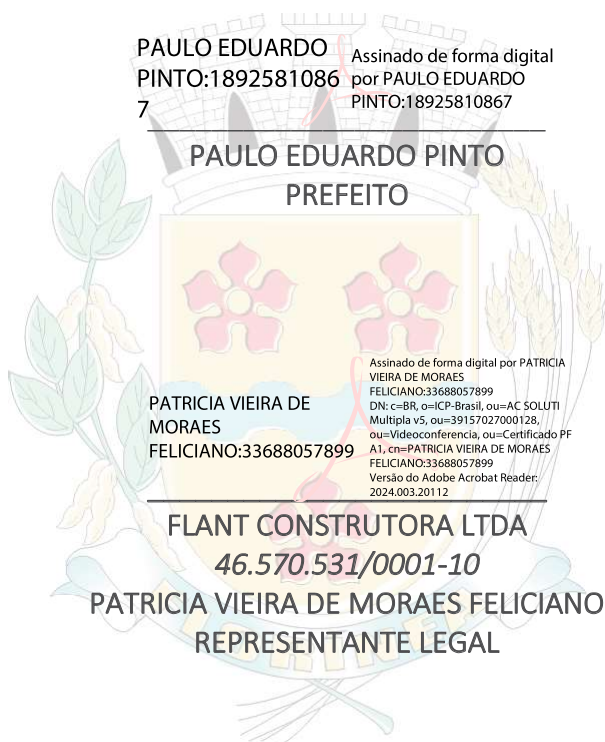 PAULO EDUARDO
PINTO:1892581086
7
Assinado de forma digital
por PAULO EDUARDO
PINTO:18925810867
PAULO EDUARDO PINTO
PREFEITO
PATRICIA VIEIRA DE
MORAES
FELICIANO:33688057899
Assinado de forma digital por PATRICIA
VIEIRA DE MORAES
FELICIANO:33688057899
DN: c=BR, o=ICP-Brasil, ou=AC SOLUTI
Multipla v5, ou=39157027000128,
ou=Videoconferencia, ou=Certificado PF
A1, cn=PATRICIA VIEIRA DE MORAES
FELICIANO:33688057899
Versão do Adobe Acrobat Reader:
2024.003.20112
FLANT CONSTRUTORA LTDA
46.570.531/0001-10
PATRICIA VIEIRA DE MORAES FELICIANO
REPRESENTANTE LEGAL